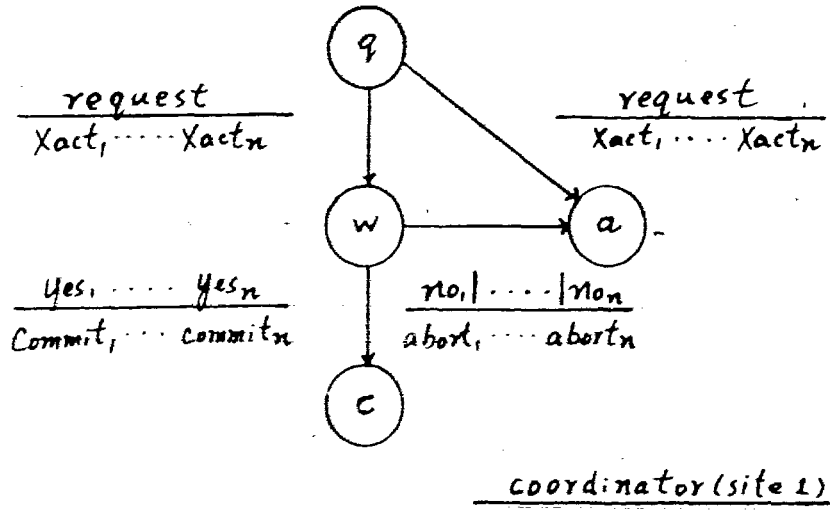 q
request
Xact₁ ····· Xactₙ
request
Xact₁ ···· Xactₙ
w
a
yes₁ ····· yesₙ
Commit₁ ··· commitₙ
no₁| ···· |noₙ
abort₁ ···· abortₙ
c
coordinator (site 1)